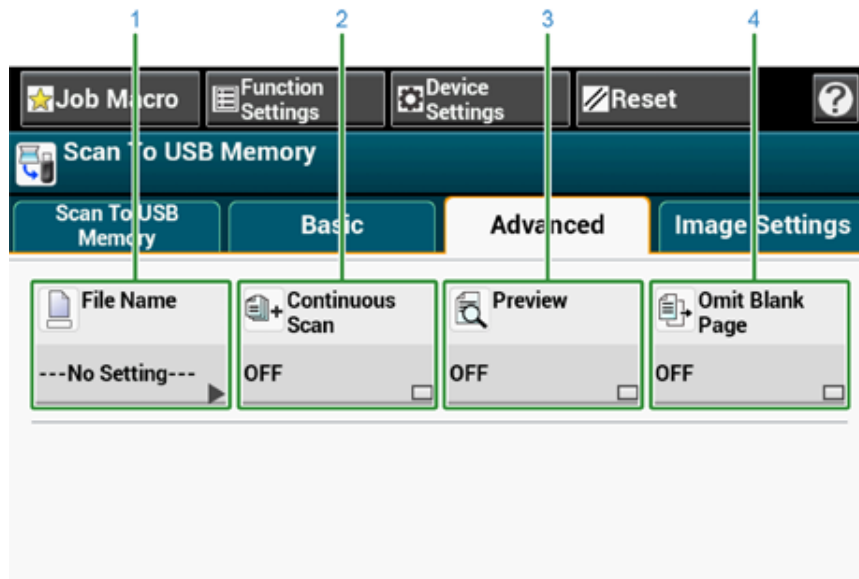 1 2 3 4
Job Macro
Function
Settings
Device
Settings
Reset
?
Scan To USB Memory
Scan To USB
Memory
Basic
Advanced
Image Settings
File Name
---No Setting---
Continuous
Scan
OFF
Preview
OFF
Omit Blank
Page
OFF